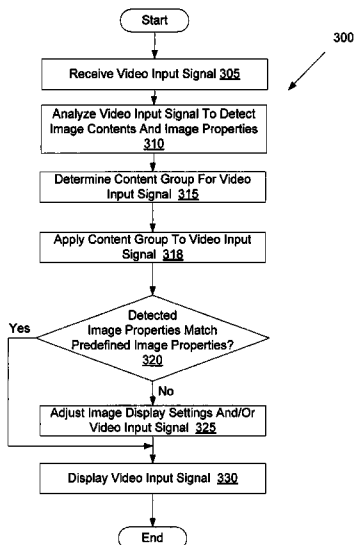 Start
300
Receive Video Input Signal 305
Analyze Video Input Signal To Detect
Image Contents And Image Properties
310
Determine Content Group For Video
Input Signal 315
Apply Content Group To Video Input
Signal 318
Detected
Image Properties Match
Predefined Image Properties?
320
Yes
No
Adjust Image Display Settings And/Or
Video Input Signal 325
Display Video Input Signal 330
End